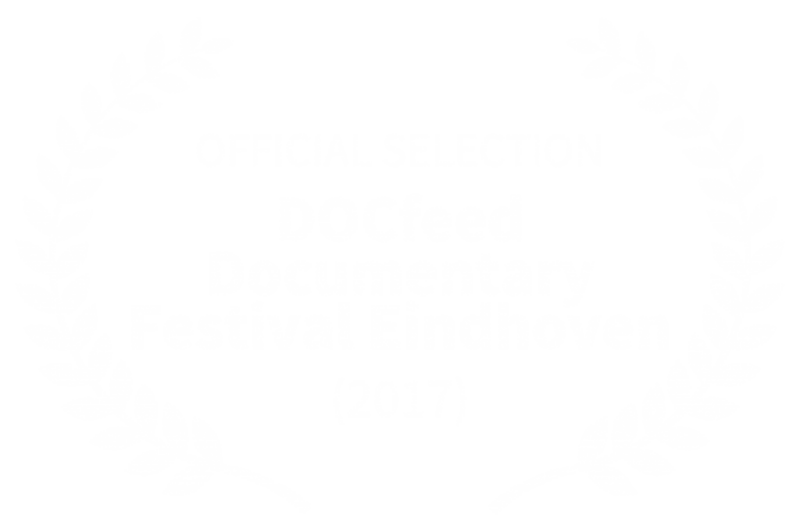 OFFICIAL SELECTION
DOCfeed
Documentary
Festival Eindhoven